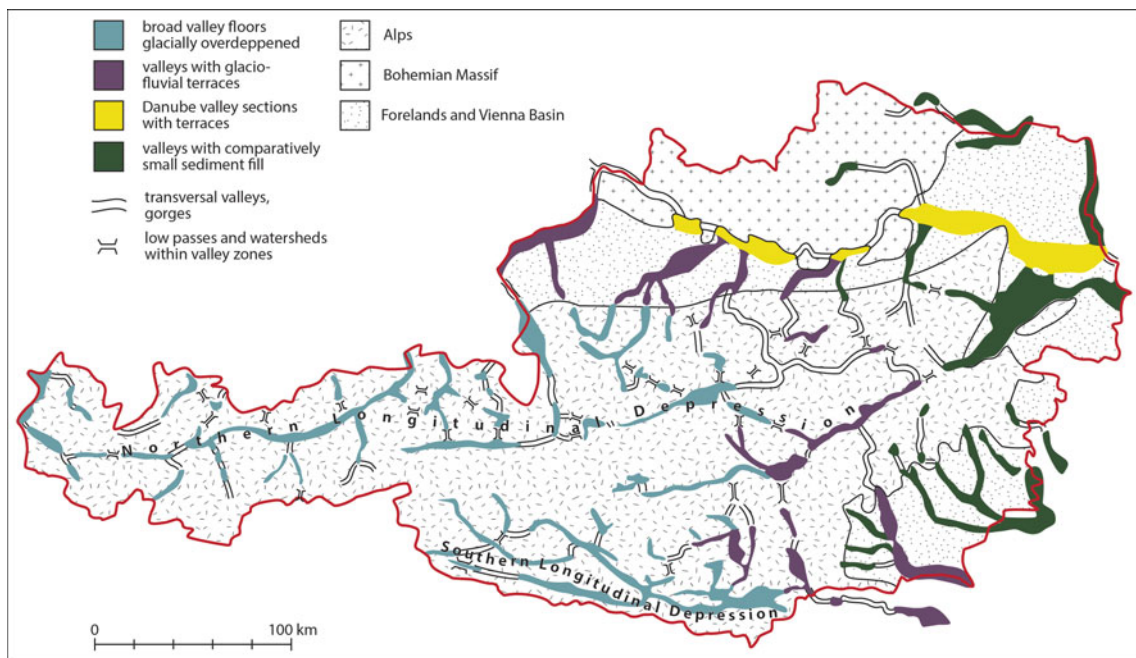 broad valley floors
glacially overdeppened
valleys with glacio-
fluvial terraces
Danube valley sections
with terraces
valleys with comparatively
small sediment fill
transversal valleys,
gorges
low passes and watersheds
within valley zones
Alps
Bohemian Massif
Forelands and Vienna Basin
Northern Longitudinal Depression
Southern Longitudinal Depression
0 100 km